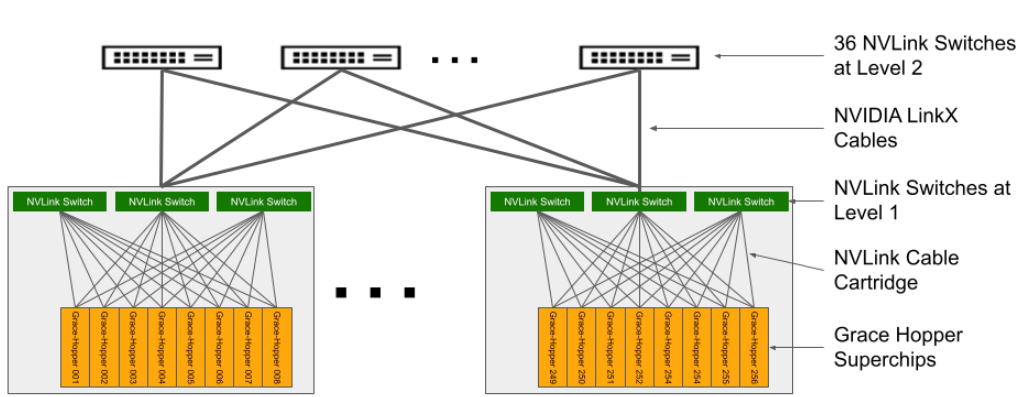 36 NVLink Switches
at Level 2
NVIDIA LinkX
Cables
NVLink Switch
NVLink Switch
NVLink Switch
NVLink Switch
NVLink Switch
NVLink Switch
NVLink Switches at
Level 1
NVLink Cable
Cartridge
Grace-Hopper 001
Grace-Hopper 002
Grace-Hopper 003
Grace-Hopper 004
Grace-Hopper 005
Grace-Hopper 006
Grace-Hopper 007
Grace-Hopper 008
Grace-Hopper 249
Grace-Hopper 250
Grace-Hopper 251
Grace-Hopper 252
Grace-Hopper 254
Grace-Hopper 254
Grace-Hopper 255
Grace-Hopper 256
Grace Hopper
Superchips